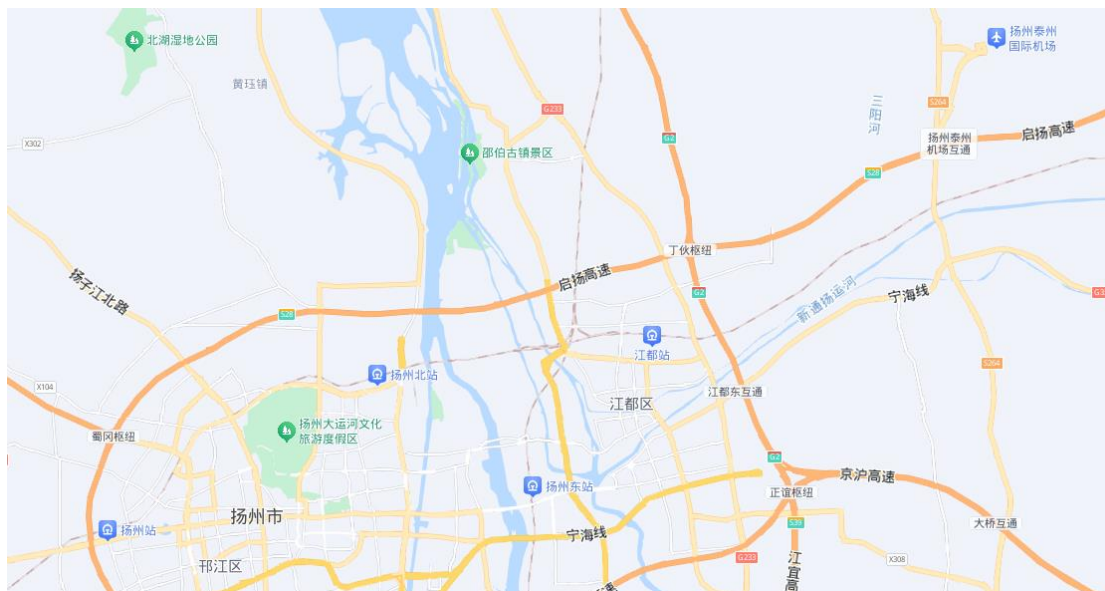 北湖湿地公园
扬州泰州
国际机场
黄珏镇
三阳河
G233
S264
启扬高速
X302
G2
扬州泰州
机场互通
邵伯古镇景区
S28
丁伙枢纽
启扬高速
扬子江北路
G2
新通扬运河
宁海线
S28
江都站
扬州北站
S264
X104
江都东互通
江都区
扬州大运河文化
旅游度假区
蜀冈枢纽
G2
京沪高速
扬州东站
正谊枢纽
扬州市
扬州站
S39
大桥互通
宁海线
G233
X308
邗江区
江宜高